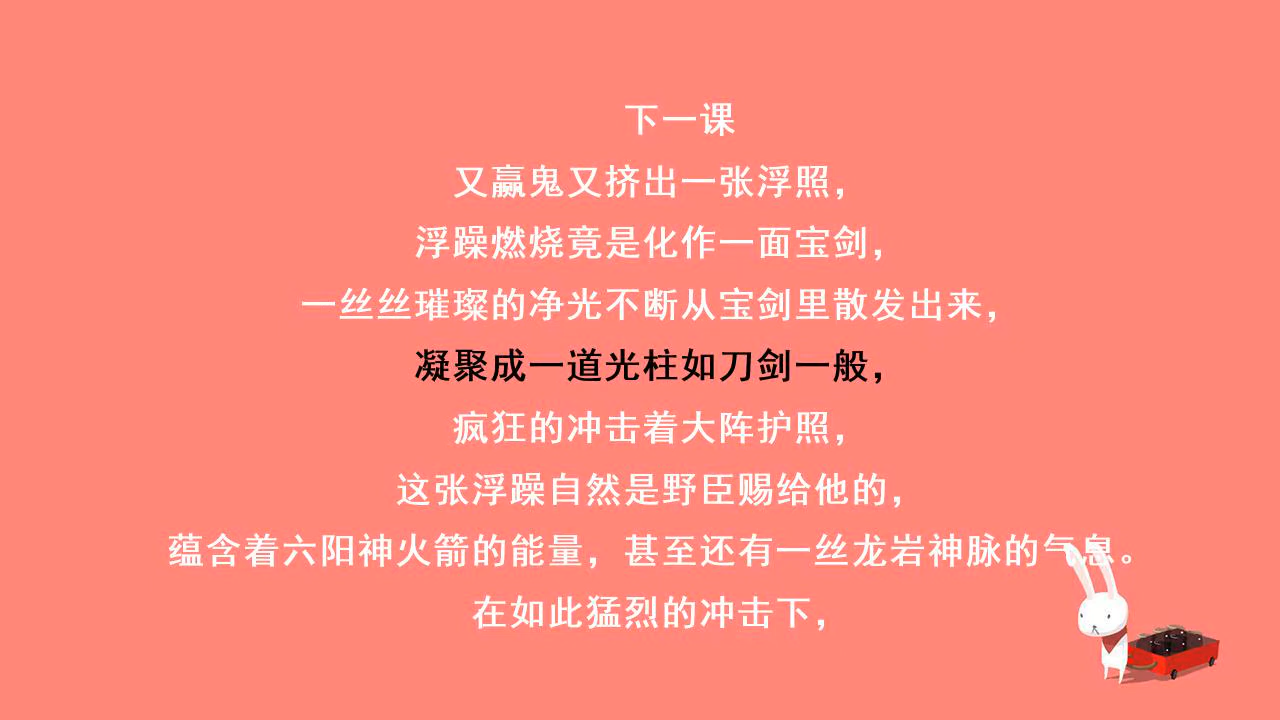 下一课
又赢鬼又挤出一张浮照，
浮躁燃烧竟是化作一面宝剑，
一丝丝璀璨的净光不断从宝剑里散发出来，
凝聚成一道光柱如刀剑一般，
疯狂的冲击着大阵护照，
这张浮躁自然是野臣赐给他的，
蕴含着六阳神火箭的能量，甚至还有一丝龙岩神脉的气息。
在如此猛烈的冲击下，